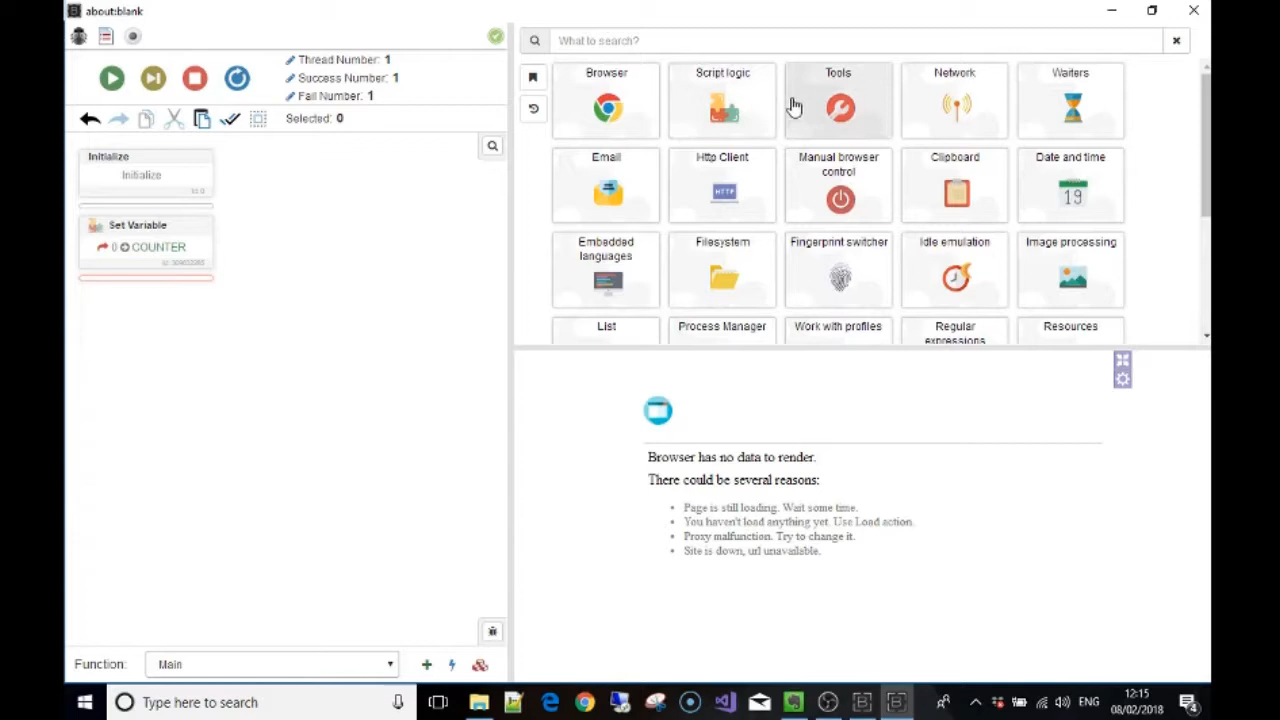 about:blank
Thread Number: 1
Success Number: 1
Fail Number: 1
Selected: 0
Initialize
Initialize
Id: 0
Set Variable
0 COUNTER
What to search?
Browser
Script logic
Tools
Network
Waiters
Email
Http Client
HTTP
Manual browser
control
Clipboard
Date and time
19
Embedded
languages
Filesystem
Fingerprint switcher
Idle emulation
Image processing
List
Process Manager
Work with profiles
Regular
expressions
Resources
Browser has no data to render.
There could be several reasons:
Page is still loading. Wait some time.
You haven't load anything yet. Use Load action.
Proxy malfunction. Try to change it.
Site is down, url unavailable.
Function: Main
Type here to search
ENG
12:15
08/02/2018
4